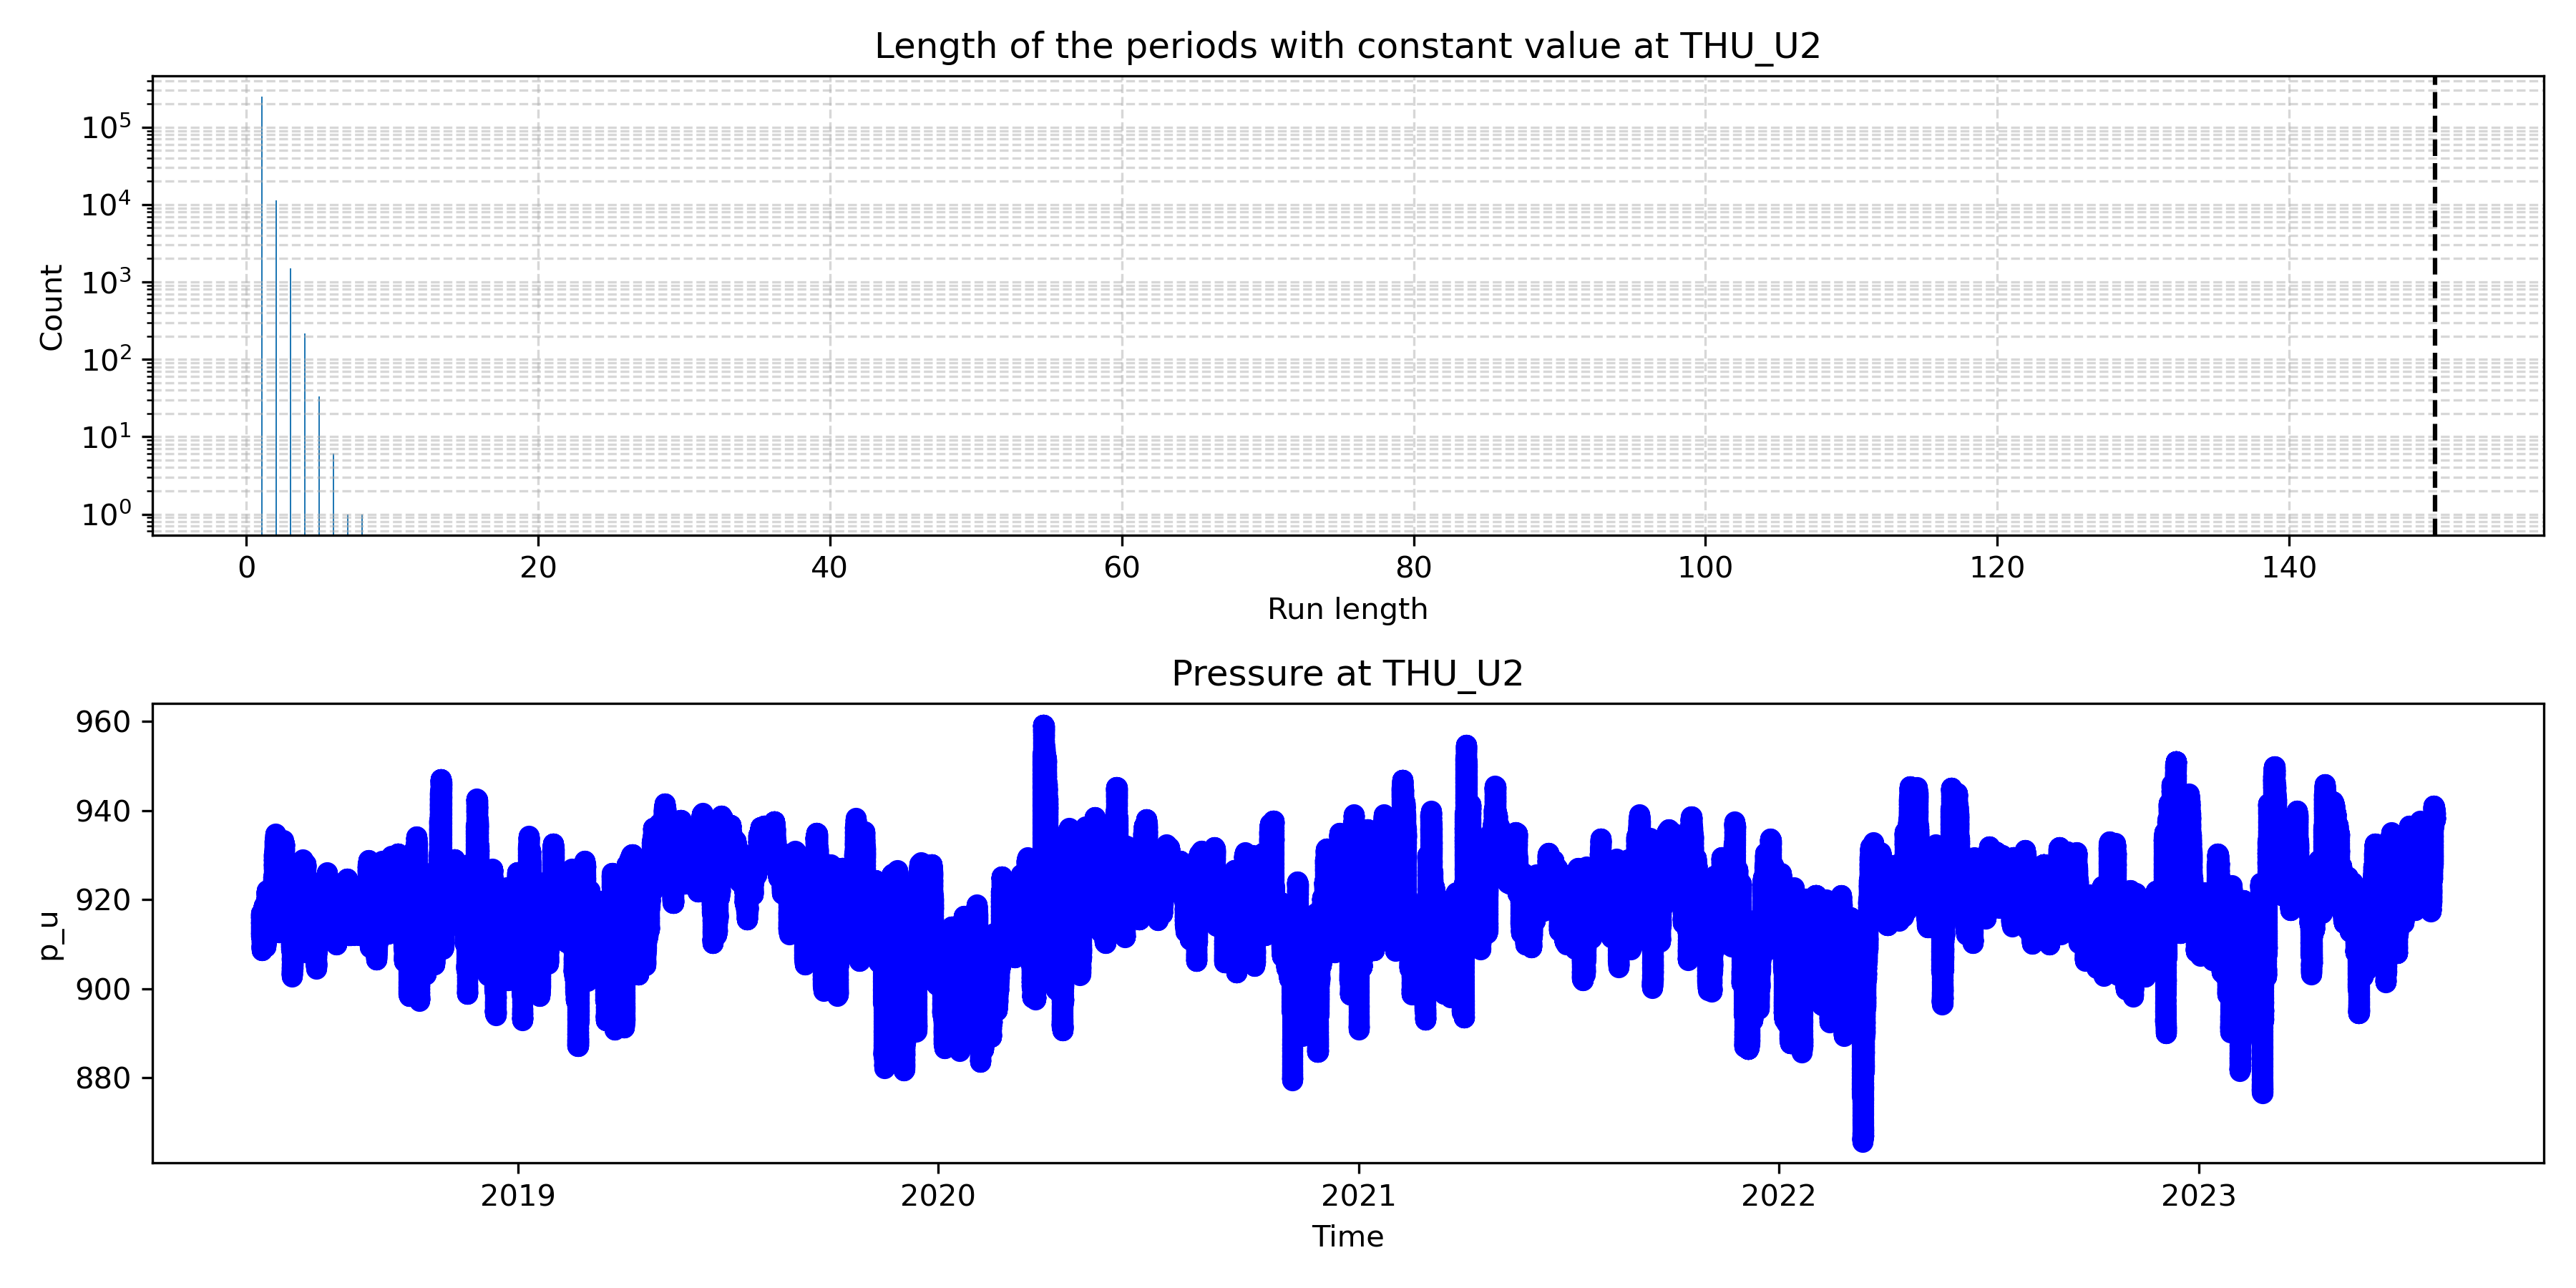 Length of the periods with constant value at THU_U2
Count
10^5
10^4
10^3
10^2
10^1
10^0
0 20 40 60 80 100 120 140
Run length
Pressure at THU_U2
p_u
960
940
920
900
880
2019 2020 2021 2022 2023
Time